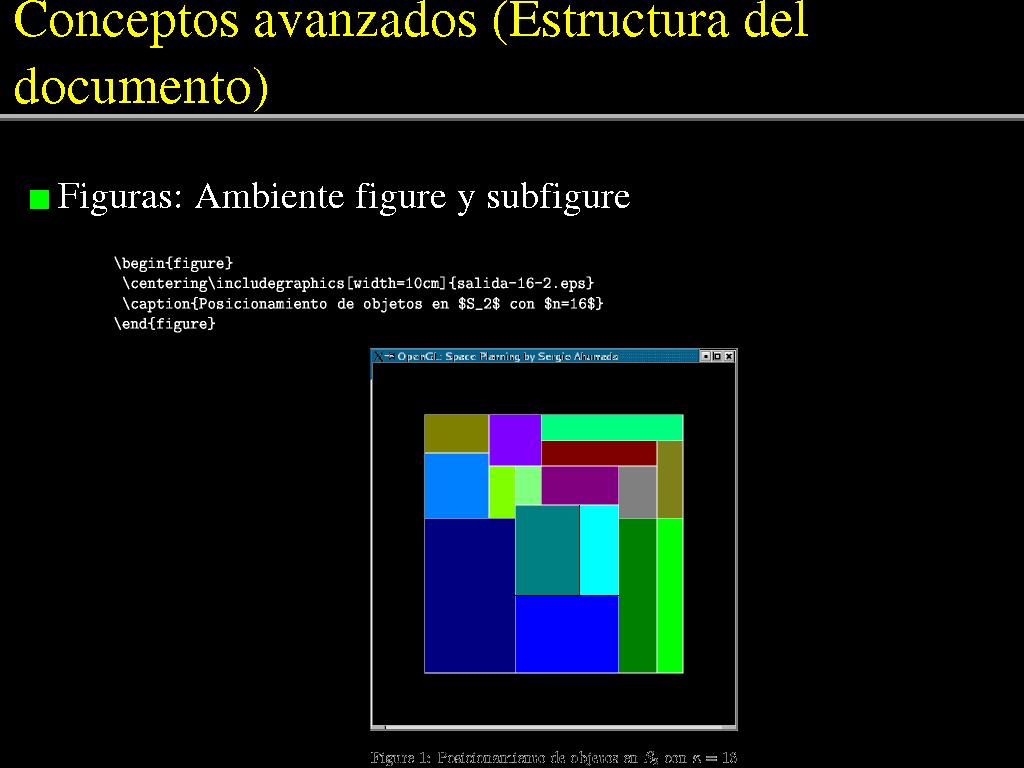 Conceptos avanzados (Estructura del
documento)
Figuras: Ambiente figure y subfigure
\begin{figure}
\centering\includegraphics[width=10cm]{salida-16-2.eps}
\caption{Posicionamiento de objetos en $S_2$ con $n=16$}
\end{figure}
OpenGL: Space Planning by Sergio
Figura 1: Posicionamiento de objetos en S₂ con n = 16